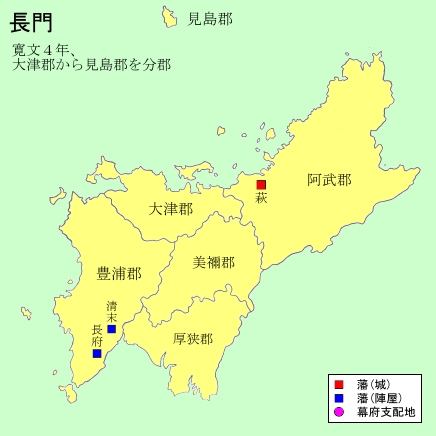 長門
見島郡
寛文４年、
大津郡から見島郡を分郡
阿武郡
萩
大津郡
美禰郡
豊浦郡
清末
長府
厚狭郡
藩(城)
藩(陣屋)
幕府支配地